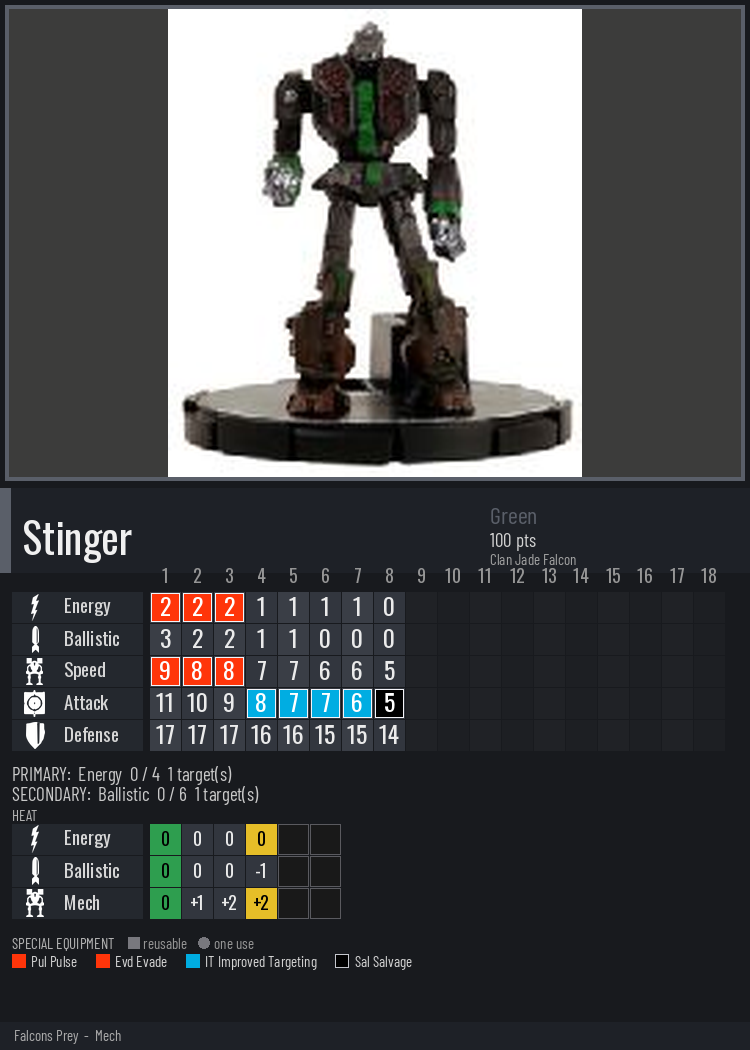 Stinger
Green
100 pts
Clan Jade Falcon
1 2 3 4 5 6 7 8 9 10 11 12 13 14 15 16 17 18
Energy 2 2 2 1 1 1 1 0
Ballistic 3 2 2 1 1 0 0 0
Speed 9 8 8 7 7 6 6 5
Attack 11 10 9 8 7 7 6 5
Defense 17 17 17 16 16 15 15 14
PRIMARY: Energy 0 / 4 1 target(s)
SECONDARY: Ballistic 0 / 6 1 target(s)
HEAT
Energy 0 0 0 0
Ballistic 0 0 0 -1
Mech 0 +1 +2 +2
SPECIAL EQUIPMENT reusable one use
Pul Pulse Evd Evade IT Improved Targeting Sal Salvage
Falcons Prey - Mech